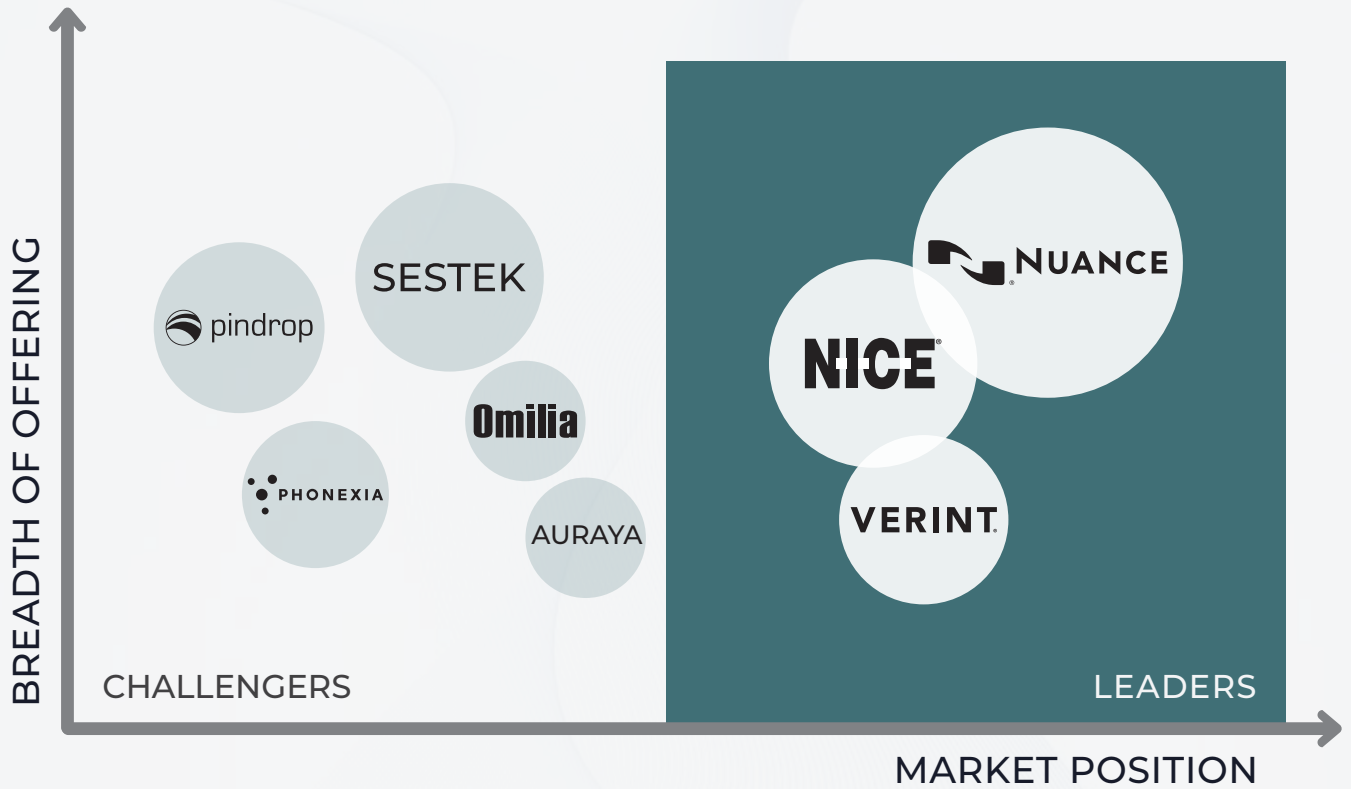 BREADTH OF OFFERING
NUANCE
SESTEK
pindrop
NICE
Omilia
PHONEXIA
VERINT
AURAYA
CHALLENGERS
LEADERS
MARKET POSITION